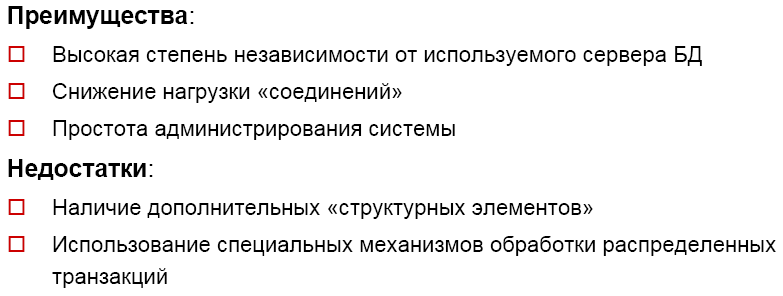 Преимущества:
Высокая степень независимости от используемого сервера БД
Снижение нагрузки «соединений»
Простота администрирования системы
Недостатки:
Наличие дополнительных «структурных элементов»
Использование специальных механизмов обработки распределенных
транзакций